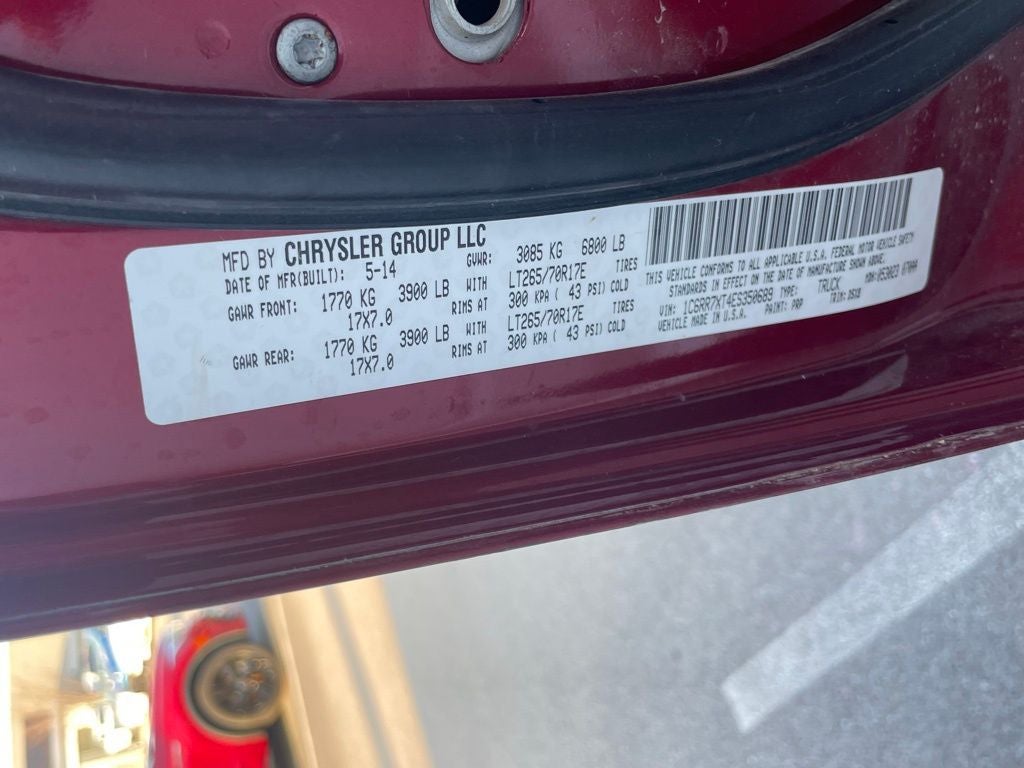 MFD BY CHRYSLER GROUP LLC
DATE OF MFR(BUILT): 5-14 GVWR: 3085 KG 6800 LB
GAWR FRONT: 1770 KG 3900 LB WITH LT265/70R17E TIRES
17X7.0 RIMS AT 300 KPA ( 43 PSI) COLD
GAWR REAR: 1770 KG 3900 LB WITH LT265/70R17E TIRES
17X7.0 RIMS AT 300 KPA ( 43 PSI) COLD
THIS VEHICLE CONFORMS TO ALL APPLICABLE U.S.A. FEDERAL MOTOR VEHICLE SAFETY
STANDARDS IN EFFECT ON THE DATE OF MANUFACTURE SHOWN ABOVE.
VIN: 1C6RR7XT4ES350689 TYPE: TRUCK
VEHICLE MADE IN U.S.A. PAINT: PRP TRIM: